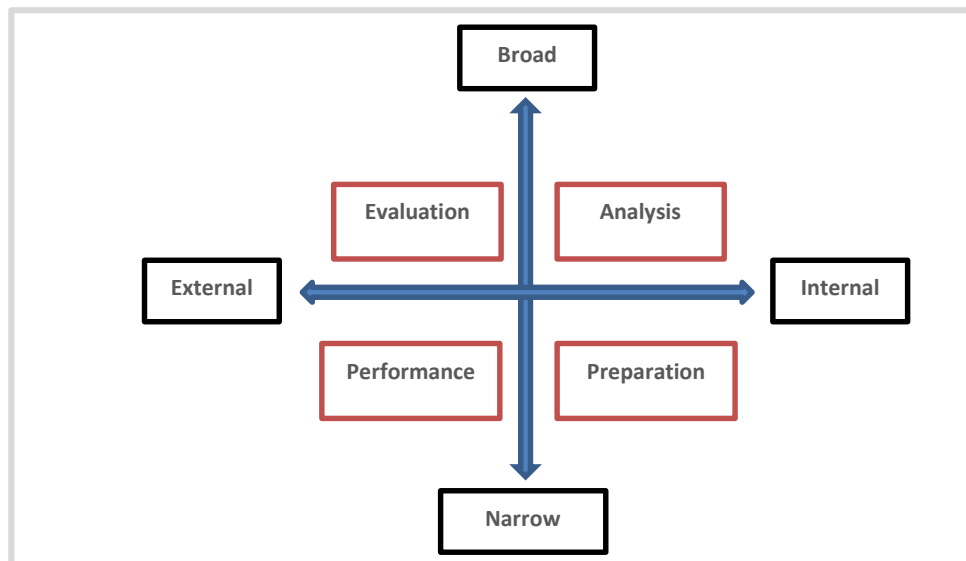 Broad
Evaluation
Analysis
External
Internal
Performance
Preparation
Narrow